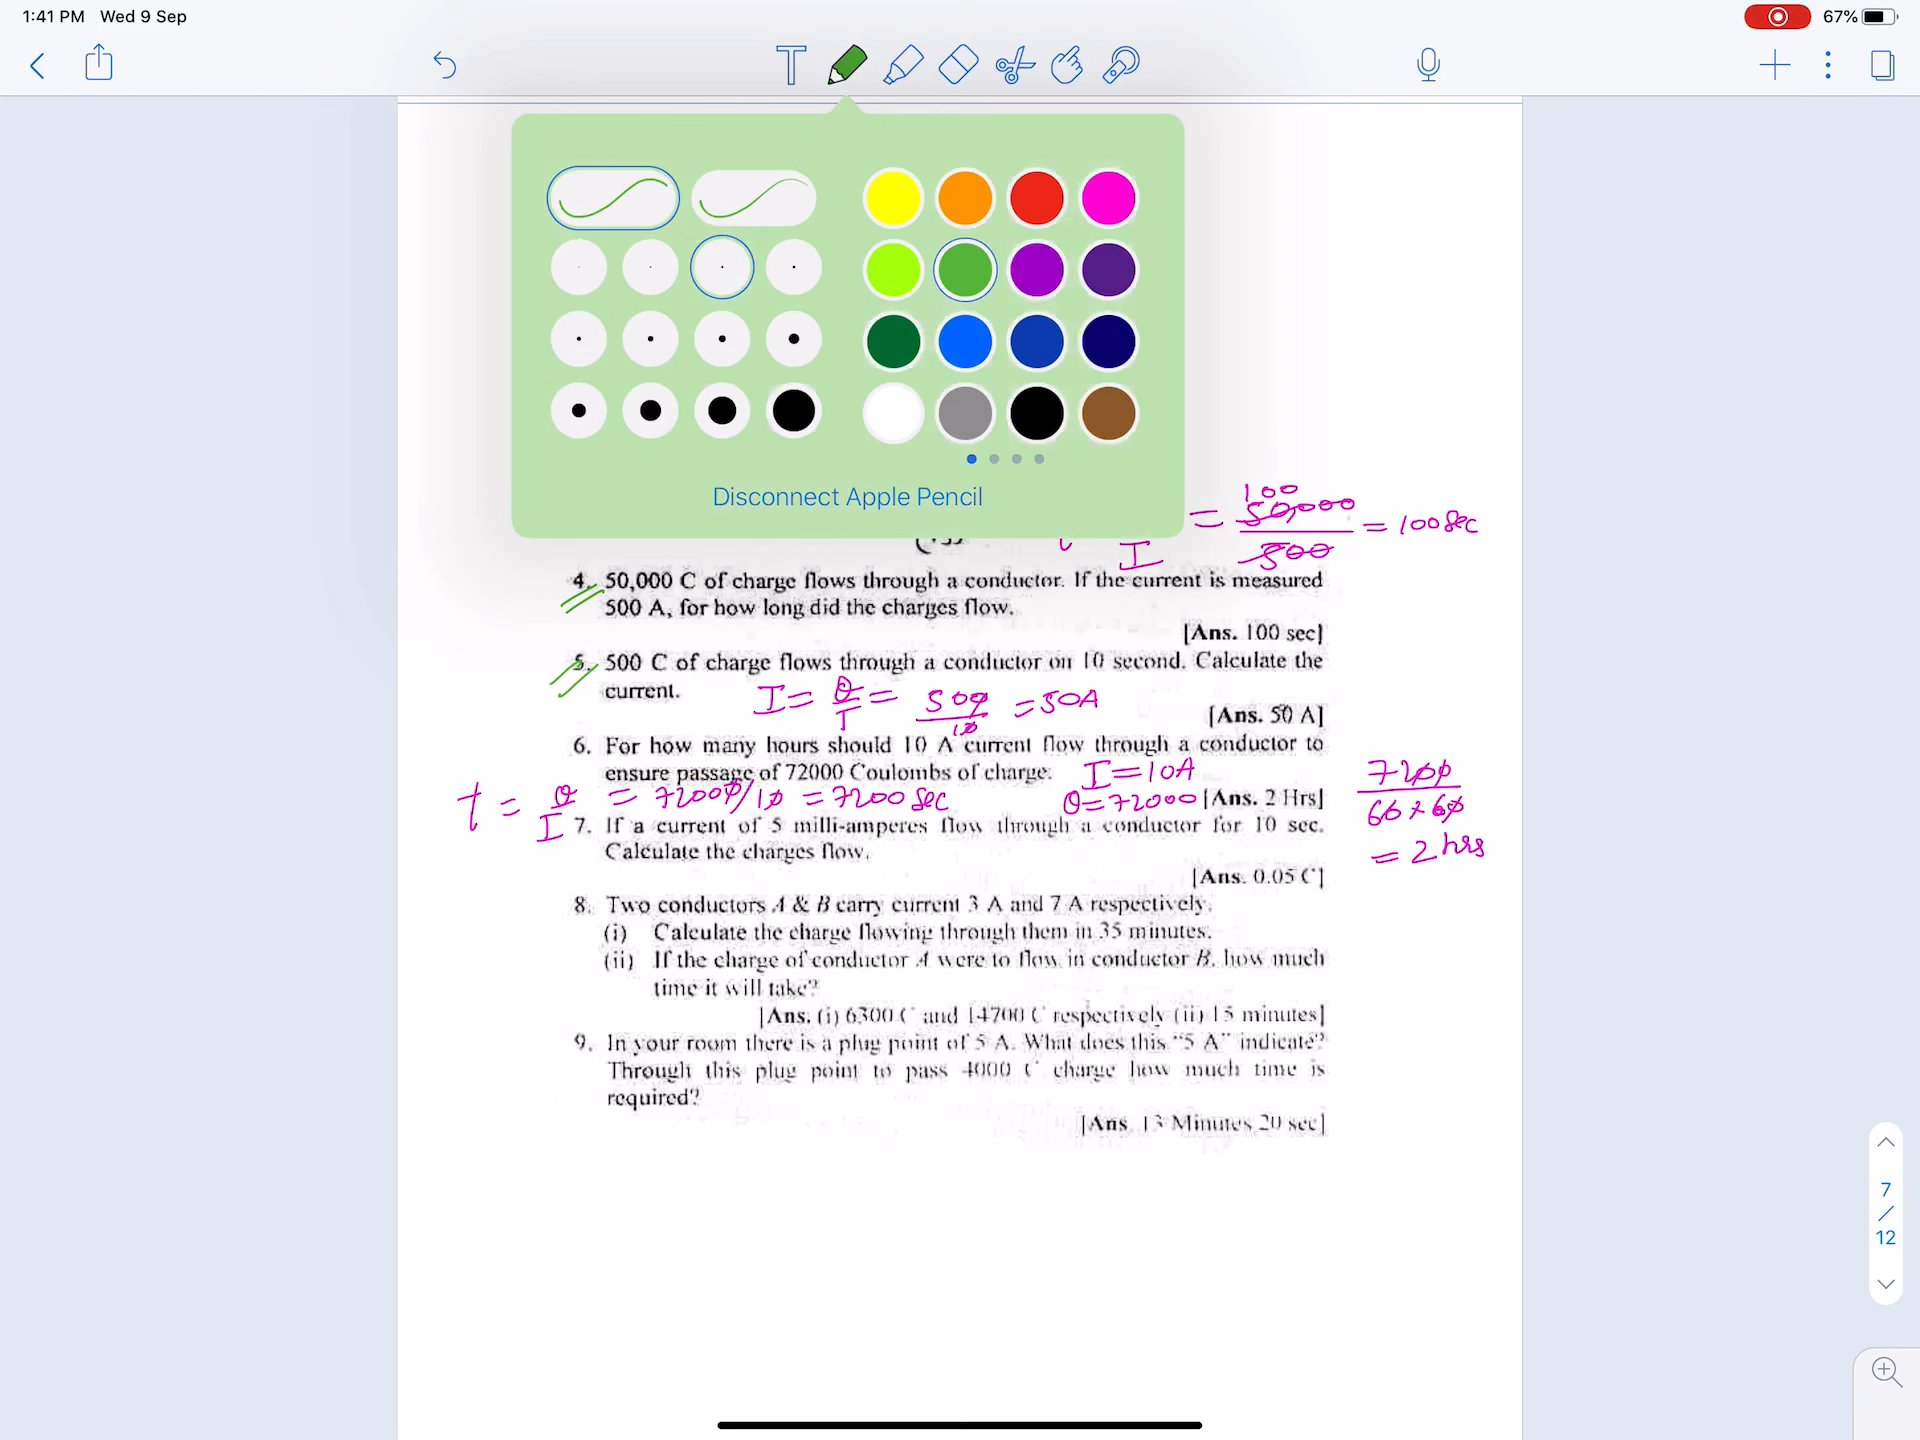 1:41 PM Wed 9 Sep
67%
T
Disconnect Apple Pencil
100
= 50,000 = 100 sec
I 500
4. 50,000 C of charge flows through a conductor. If the current is measured
500 A, for how long did the charges flow.
[Ans. 100 sec]
5. 500 C of charge flows through a conductor on 10 second. Calculate the
current.
I = Q = 500 = 50A
T 10
[Ans. 50 A]
6. For how many hours should 10 A current flow through a conductor to
ensure passage of 72000 Coulombs of charge.
I = 10A
Q = 72000
[Ans. 2 Hrs]
t = Q = 72000/10 = 7200 sec
I
7200
60 x 60
= 2 hrs
7. If a current of 5 milli-amperes flow through a conductor for 10 sec.
Calculate the charges flow.
[Ans. 0.05 C]
8. Two conductors A & B carry current 3 A and 7 A respectively.
(i) Calculate the charge flowing through them in 35 minutes.
(ii) If the charge of conductor A were to flow in conductor B, how much
time it will take?
[Ans. (i) 6300 C and 14700 C respectively (ii) 15 minutes]
9. In your room there is a plug point of 5 A. What does this "5 A" indicate?
Through this plug point to pass 4000 C charge how much time is
required?
[Ans. 13 Minutes 20 sec]
7
/
12